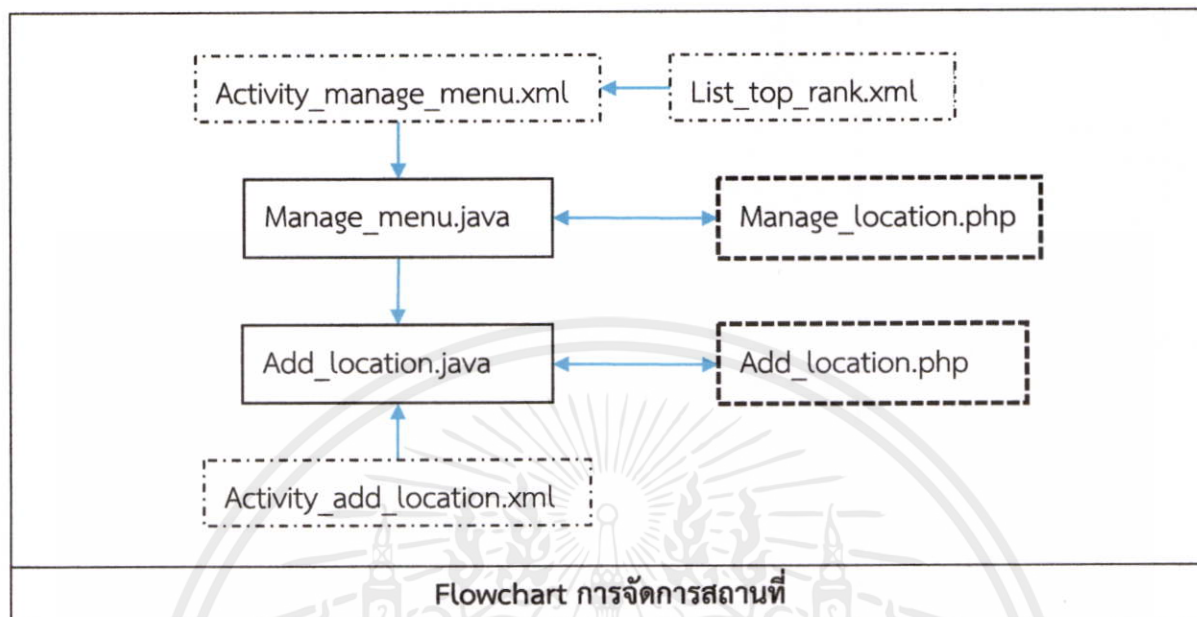 Activity_manage_menu.xml
List_top_rank.xml
Manage_menu.java
Manage_location.php
Add_location.java
Add_location.php
Activity_add_location.xml
Flowchart การจัดการสถานที่